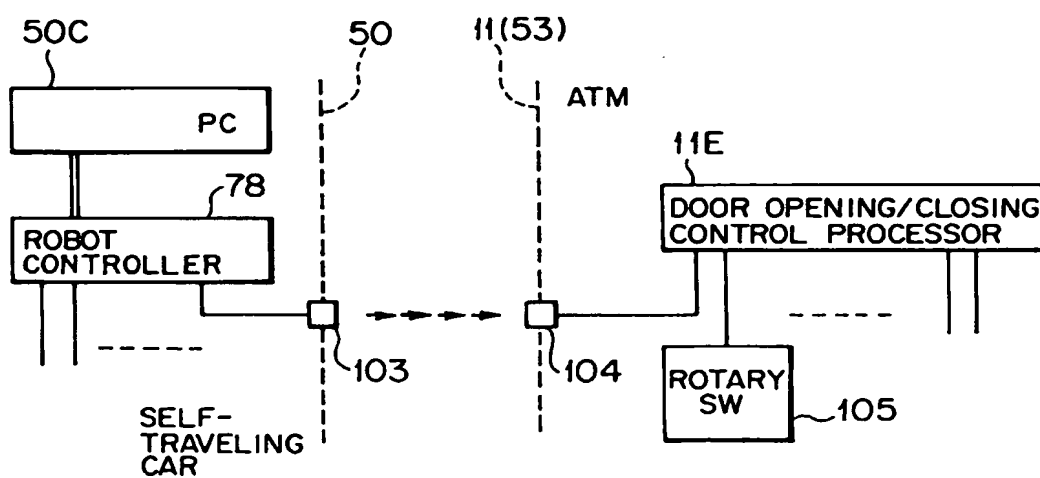 50C
50
11(53)
ATM
PC
11E
78
DOOR OPENING/CLOSING
CONTROL PROCESSOR
ROBOT
CONTROLLER
103
104
ROTARY
SW
105
SELF-
TRAVELING
CAR